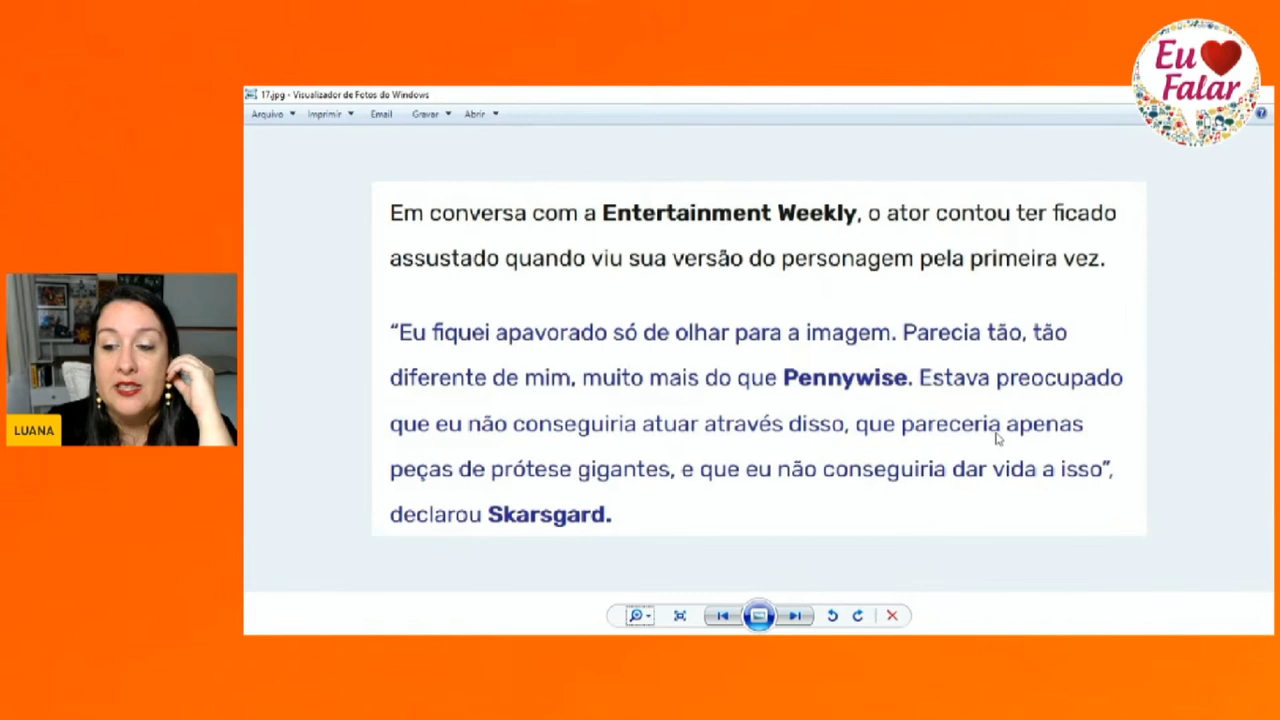 Eu
Falar
17.jpg - Visualizador de Fotos do Windows
Arquivo Imprimir Email Gravar Abrir
Em conversa com a Entertainment Weekly, o ator contou ter ficado
assustado quando viu sua versão do personagem pela primeira vez.
“Eu fiquei apavorado só de olhar para a imagem. Parecia tão, tão
diferente de mim, muito mais do que Pennywise. Estava preocupado
que eu não conseguiria atuar através disso, que pareceria apenas
peças de prótese gigantes, e que eu não conseguiria dar vida a isso”,
declarou Skarsgard.
LUANA